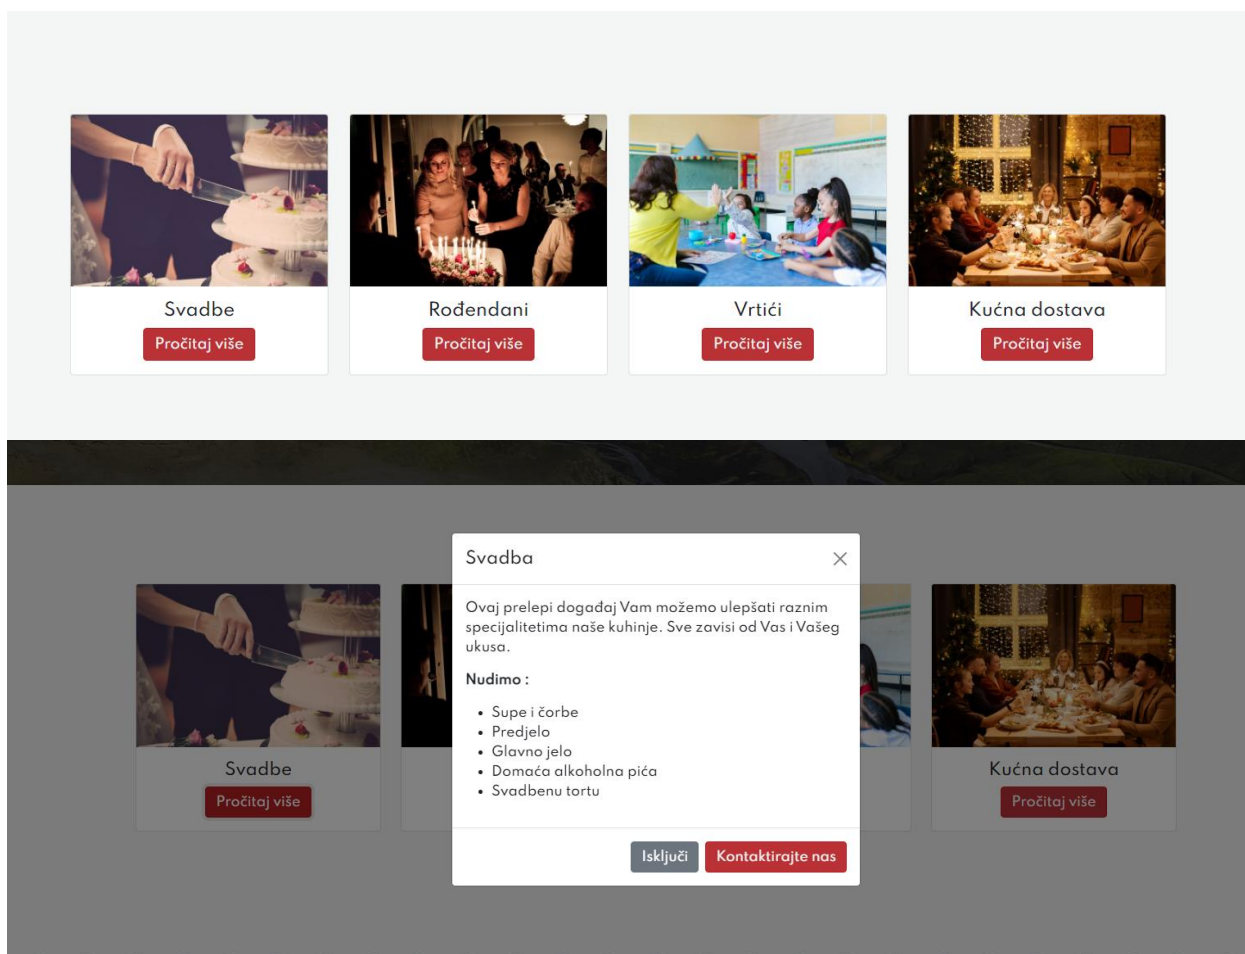 Svadbe
Rođendani
Vrtići
Kućna dostava
Pročitaj više
Pročitaj više
Pročitaj više
Pročitaj više
Svadba
Ovaj prelepi događaj Vam možemo ulepšati raznim
specijalitetima naše kuhinje. Sve zavisi od Vas i Vašeg
ukusa.
Nudimo :
Supe i čorbe
Predjelo
Glavno jelo
Domaća alkoholna pića
Svadbenu tortu
Isključi
Kontaktirajte nas
Svadbe
Pročitaj više
Kućna dostava
Pročitaj više